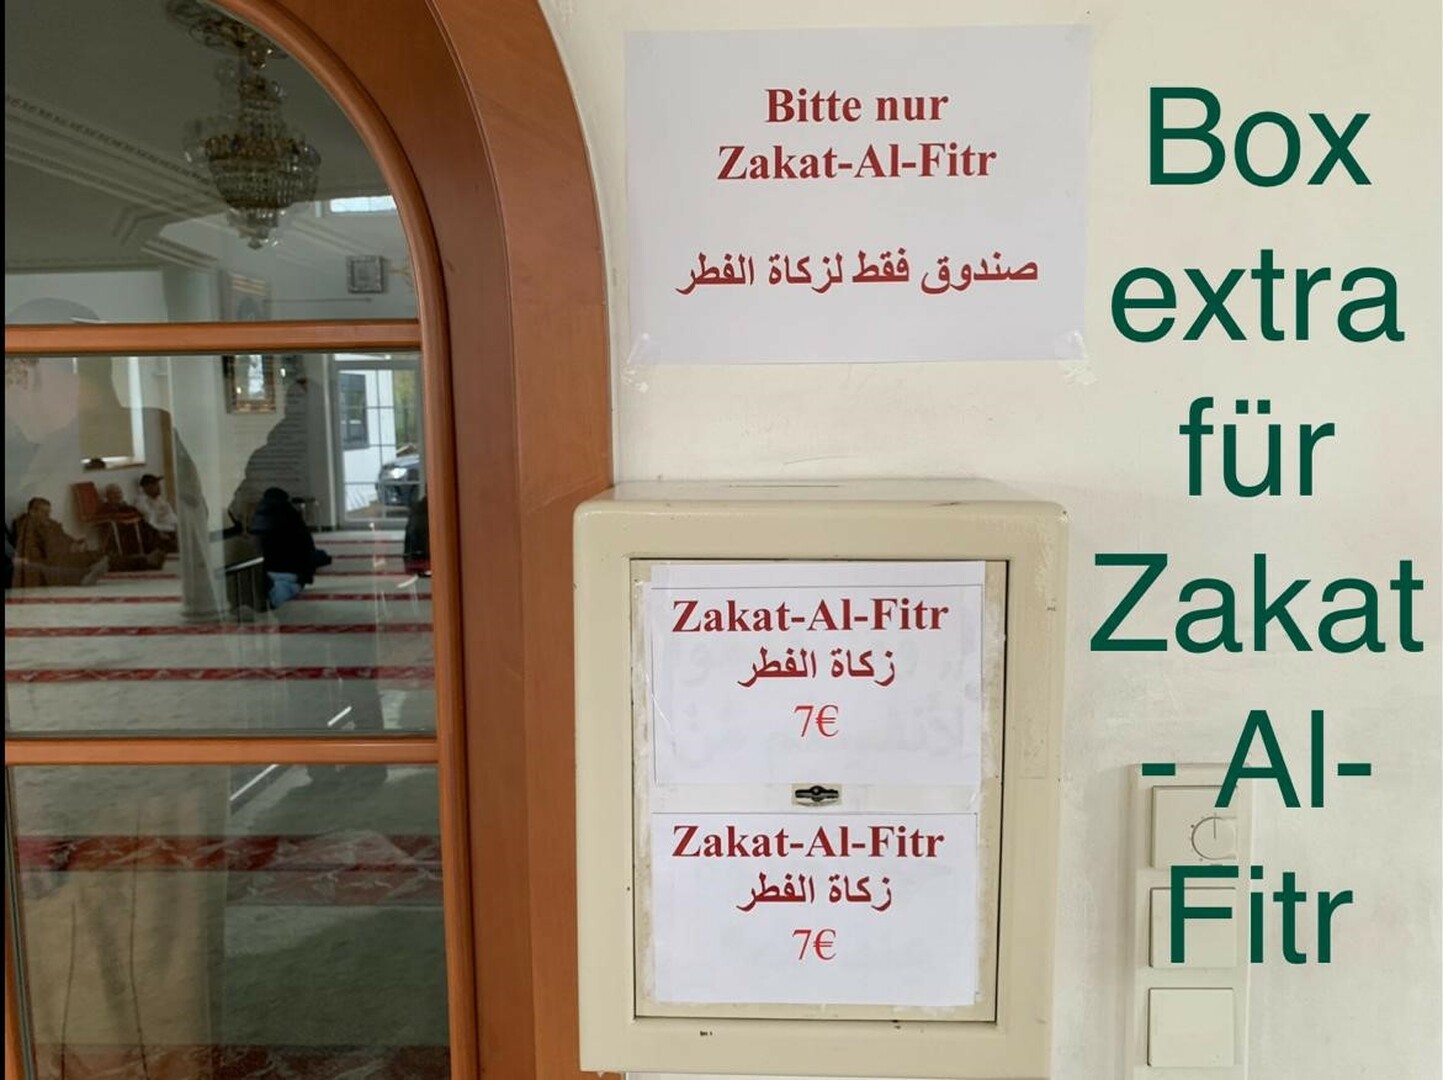 Bitte nur
Zakat-Al-Fitr
صندوق فقط لزكاة الفطر
Zakat-Al-Fitr
زكاة الفطر
7€
Zakat-Al-Fitr
زكاة الفطر
7€
Box
extra
für
Zakat
- Al-
Fitr